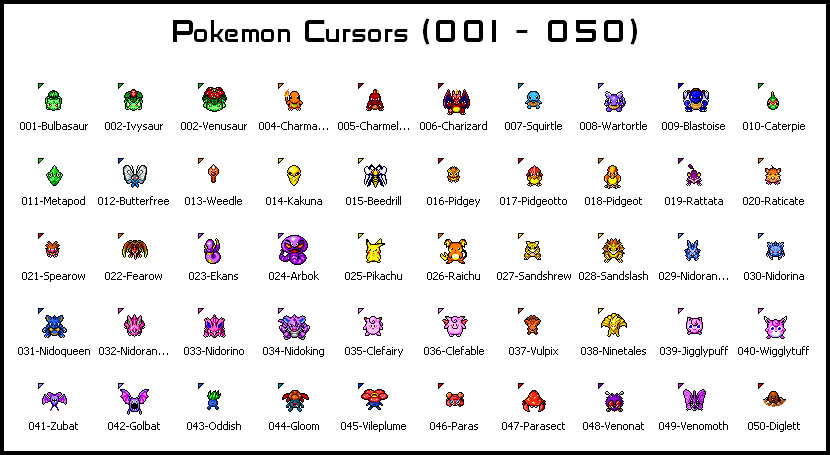 Pokemon Cursors (001 - 050)
001-Bulbasaur 002-Ivysaur 002-Venusaur 004-Charma... 005-Charmel... 006-Charizard 007-Squirtle 008-Wartortle 009-Blastoise 010-Caterpie
011-Metapod 012-Butterfree 013-Weedle 014-Kakuna 015-Beedrill 016-Pidgey 017-Pidgeotto 018-Pidgeot 019-Rattata 020-Raticate
021-Spearow 022-Fearow 023-Ekans 024-Arbok 025-Pikachu 026-Raichu 027-Sandshrew 028-Sandslash 029-Nidoran... 030-Nidorina
031-Nidoqueen 032-Nidoran... 033-Nidorino 034-Nidoking 035-Clefairy 036-Clefable 037-Vulpix 038-Ninetales 039-Jigglypuff 040-Wigglytuff
041-Zubat 042-Golbat 043-Oddish 044-Gloom 045-Vileplume 046-Paras 047-Parasect 048-Venonat 049-Venomoth 050-Diglett